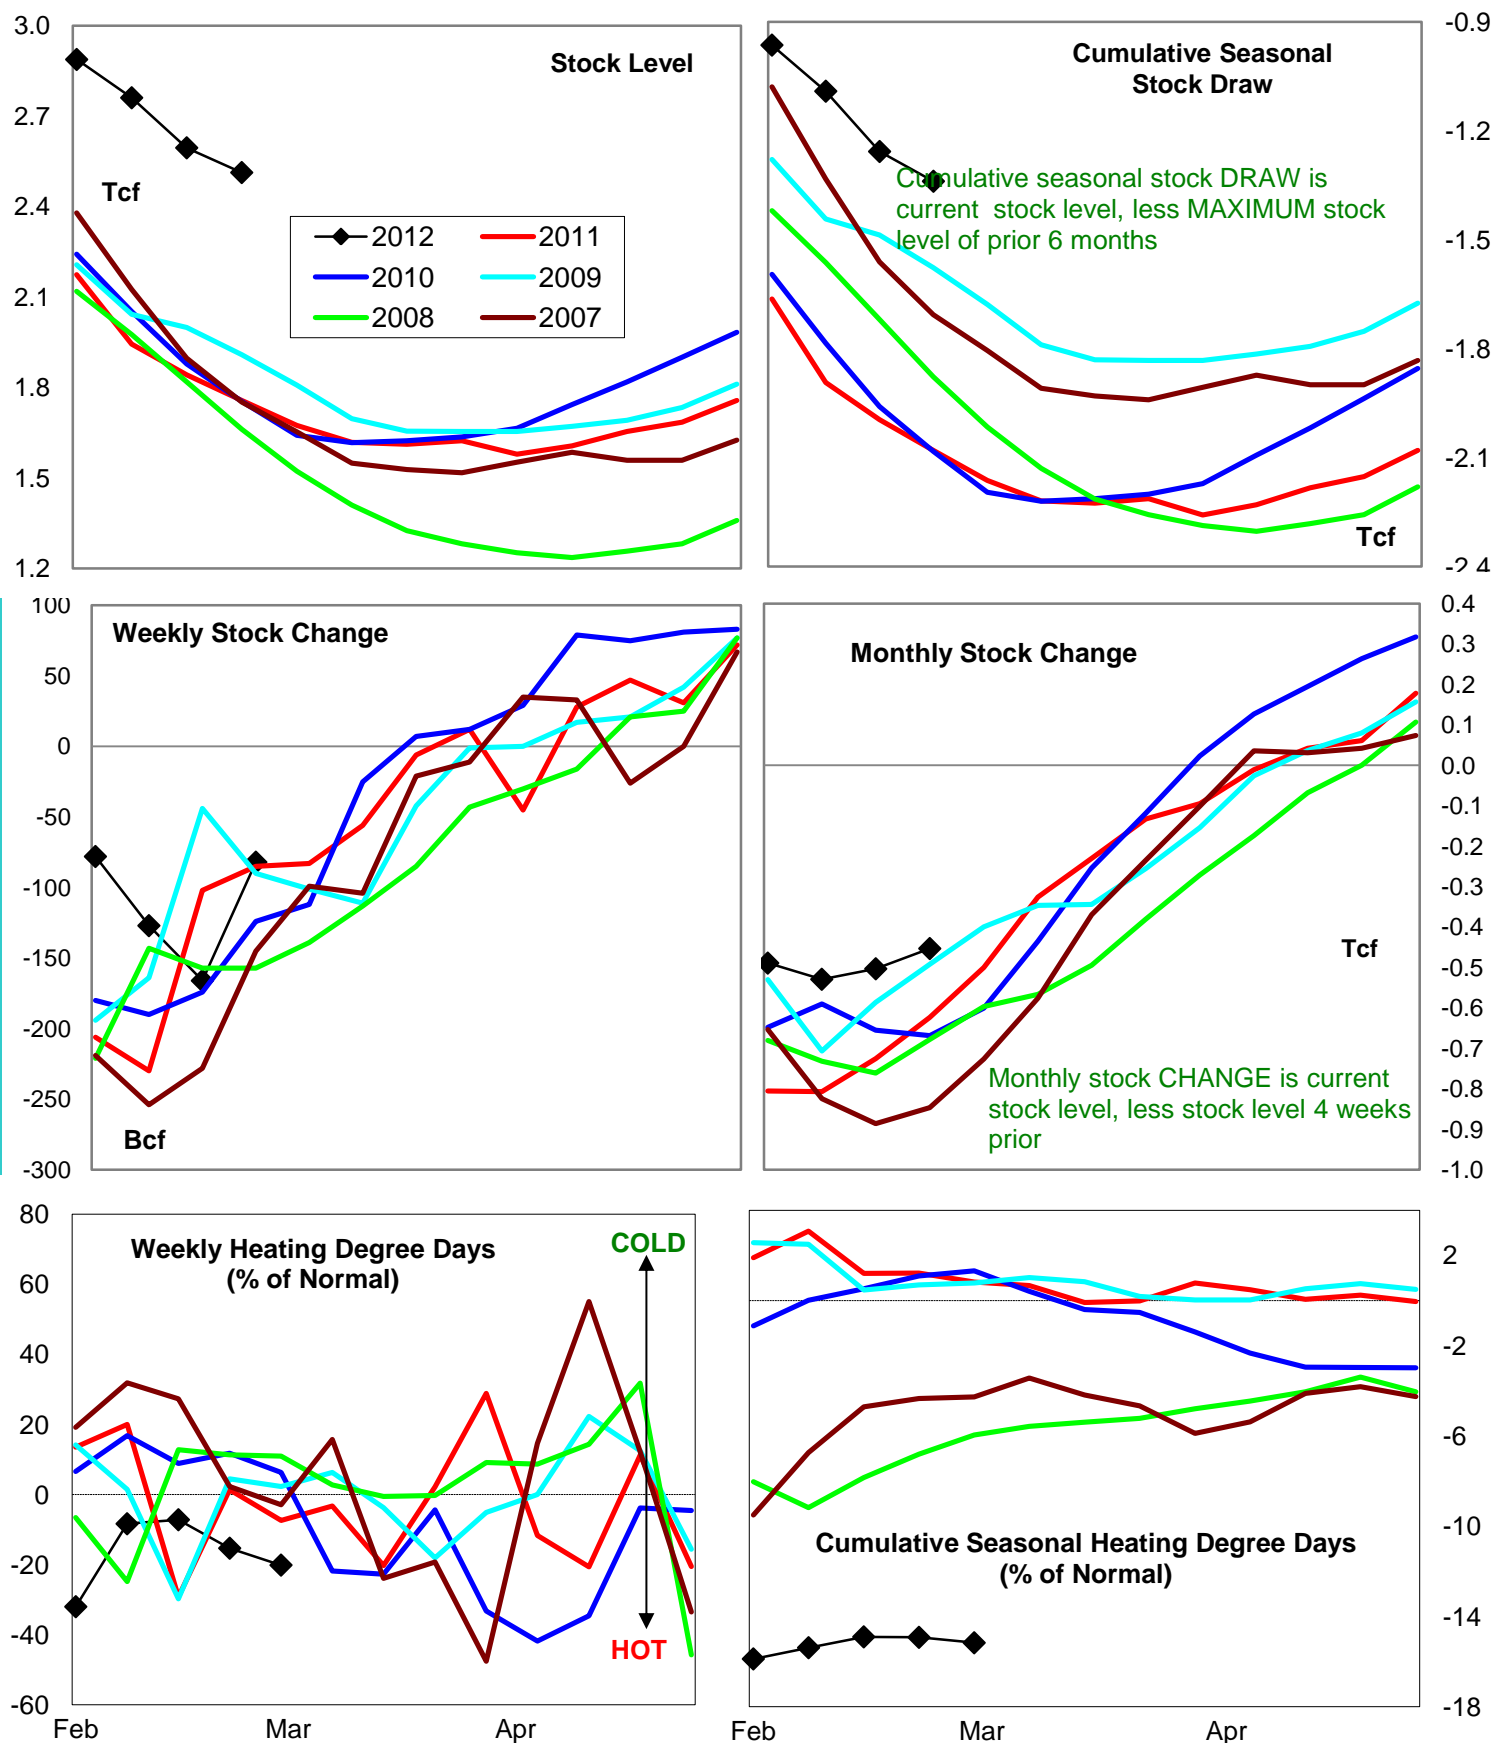 3.0
2.7
2.4
2.1
1.8
1.5
1.2
Stock Level
Tcf
2012 2011
2010 2009
2008 2007
-0.9
-1.2
-1.5
-1.8
-2.1
-2.4
Cumulative Seasonal
Stock Draw
Cumulative seasonal stock DRAW is
current stock level, less MAXIMUM stock
level of prior 6 months
Tcf
100
50
0
-50
-100
-150
-200
-250
-300
Weekly Stock Change
Bcf
0.4
0.3
0.2
0.1
0.0
-0.1
-0.2
-0.3
-0.4
-0.5
-0.6
-0.7
-0.8
-0.9
-1.0
Monthly Stock Change
Tcf
Monthly stock CHANGE is current
stock level, less stock level 4 weeks
prior
80
60
40
20
0
-20
-40
-60
Weekly Heating Degree Days
(% of Normal)
COLD
HOT
Feb Mar Apr
2
-2
-6
-10
-14
-18
Cumulative Seasonal Heating Degree Days
(% of Normal)
Feb Mar Apr